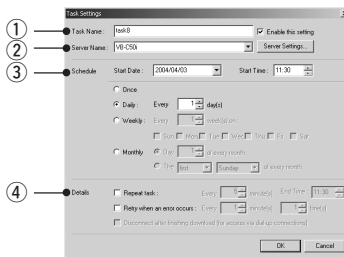 Task Settings
① Task Name : task8 Enable this setting
② Server Name : VB-C50i Server Settings...
③ Schedule Start Date : 2004/04/03 Start Time : 11:30
Once
Daily : Every 1 day(s)
Weekly : Every 1 week(s) on:
Sun Mon Tue Wed Thu Fri Sat
Monthly Day 1 of every month
The first Sunday of every month
④ Details Repeat task : Every 5 minute(s) End Time : 11:30
Retry when an error occurs : Every 1 minute(s) 1 time(s)
Disconnect after finishing download (for access via dial-up connections)
OK Cancel